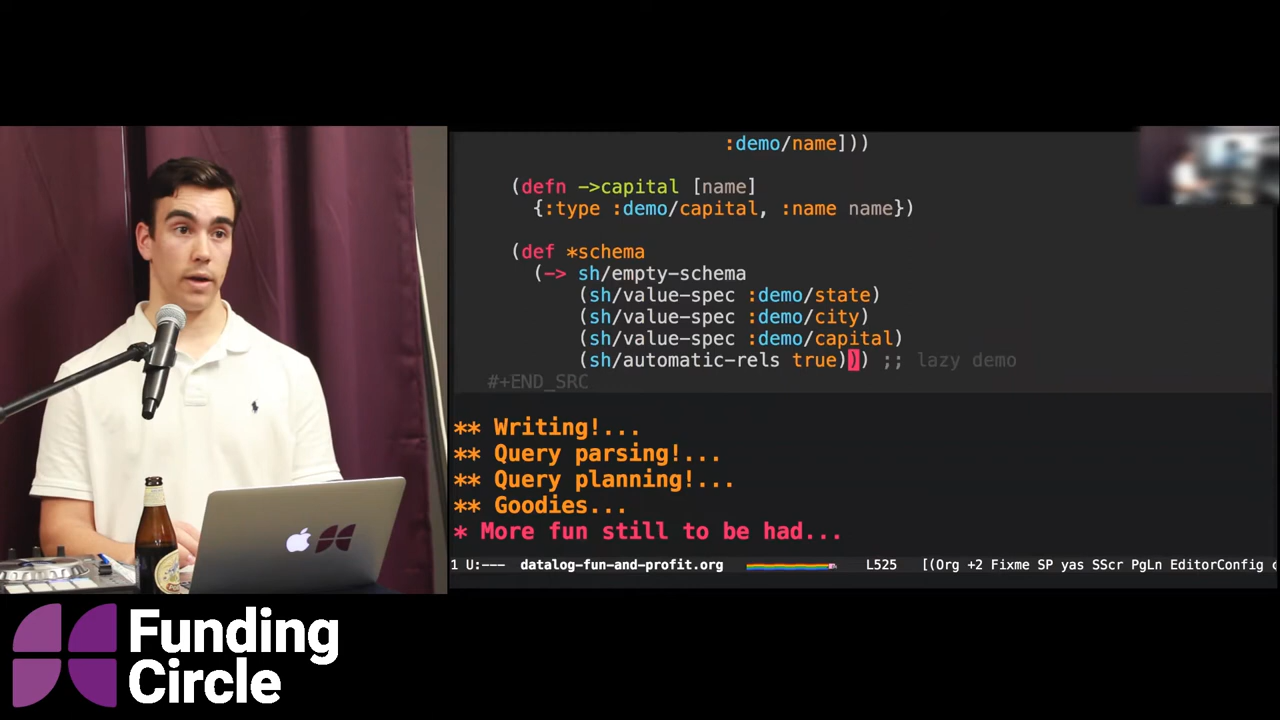 :demo/name]))
(defn ->capital [name]
{:type :demo/capital, :name name})
(def *schema
(-> sh/empty-schema
(sh/value-spec :demo/state)
(sh/value-spec :demo/city)
(sh/value-spec :demo/capital)
(sh/automatic-rels true))) ;; lazy demo
#+END_SRC
** Writing!...
** Query parsing!...
** Query planning!...
** Goodies...
* More fun still to be had...
1 U:--- datalog-fun-and-profit.org L525 [(Org +2 Fixme SP yas SScr PgLn EditorConfig
Funding
Circle